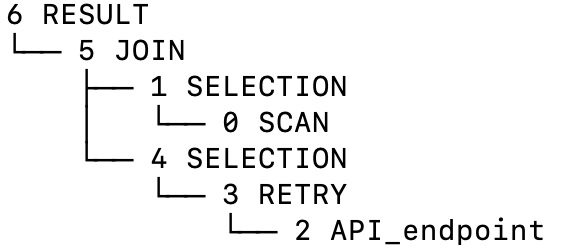 6 RESULT
└── 5 JOIN
    ├── 1 SELECTION
    │   └── 0 SCAN
    └── 4 SELECTION
        └── 3 RETRY
            └── 2 API_endpoint